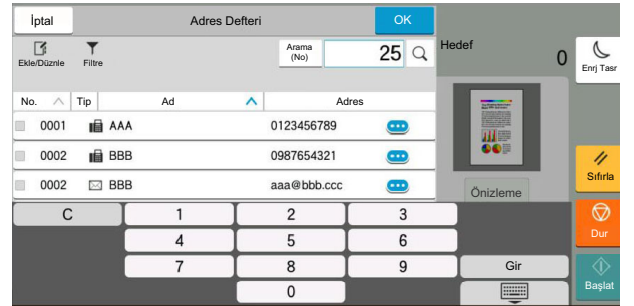 İptal Adres Defteri OK
Ekle/Düznle Filtre Arama (No) 25 Hedef 0 Enrj Tasr
No. Tip Ad Adres
0001 AAA 0123456789
0002 BBB 0987654321
0002 BBB aaa@bbb.ccc
Önizleme
Sıfırla
C 1 2 3
4 5 6
Dur
7 8 9 Gir
0
Başlat